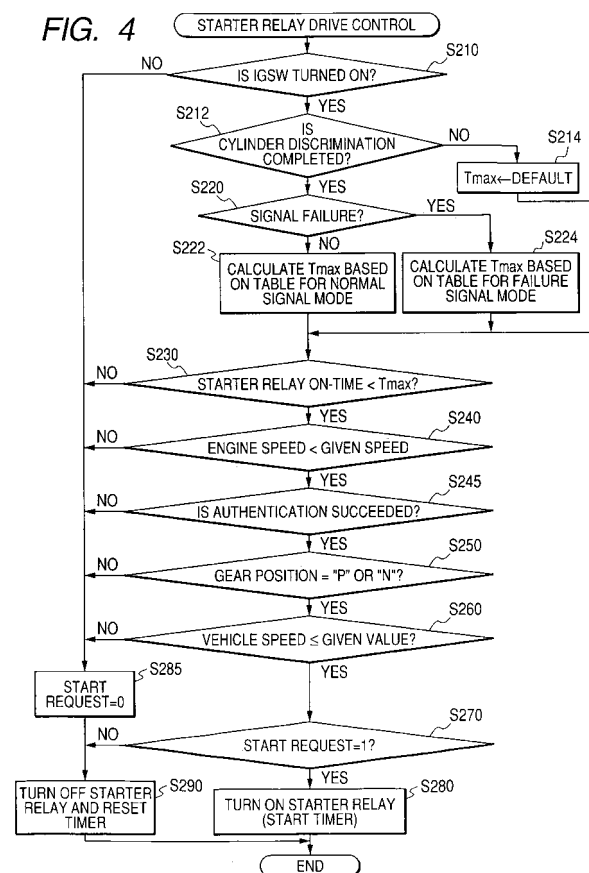 FIG. 4
STARTER RELAY DRIVE CONTROL
S210
NO
IS IGSW TURNED ON?
YES
S212
IS
CYLINDER DISCRIMINATION
COMPLETED?
NO
S214
Tmax←DEFAULT
YES
S220
SIGNAL FAILURE?
YES
NO
S222
S224
CALCULATE Tmax BASED
ON TABLE FOR NORMAL
SIGNAL MODE
CALCULATE Tmax BASED
ON TABLE FOR FAILURE
SIGNAL MODE
S230
NO
STARTER RELAY ON-TIME < Tmax?
YES
S240
NO
ENGINE SPEED < GIVEN SPEED
YES
S245
NO
IS AUTHENTICATION SUCCEEDED?
YES
S250
NO
GEAR POSITION = "P" OR "N"?
YES
S260
NO
VEHICLE SPEED ≤ GIVEN VALUE?
YES
S285
START
REQUEST=0
S270
NO
START REQUEST=1?
YES
S290
S280
TURN OFF STARTER
RELAY AND RESET
TIMER
TURN ON STARTER RELAY
(START TIMER)
END